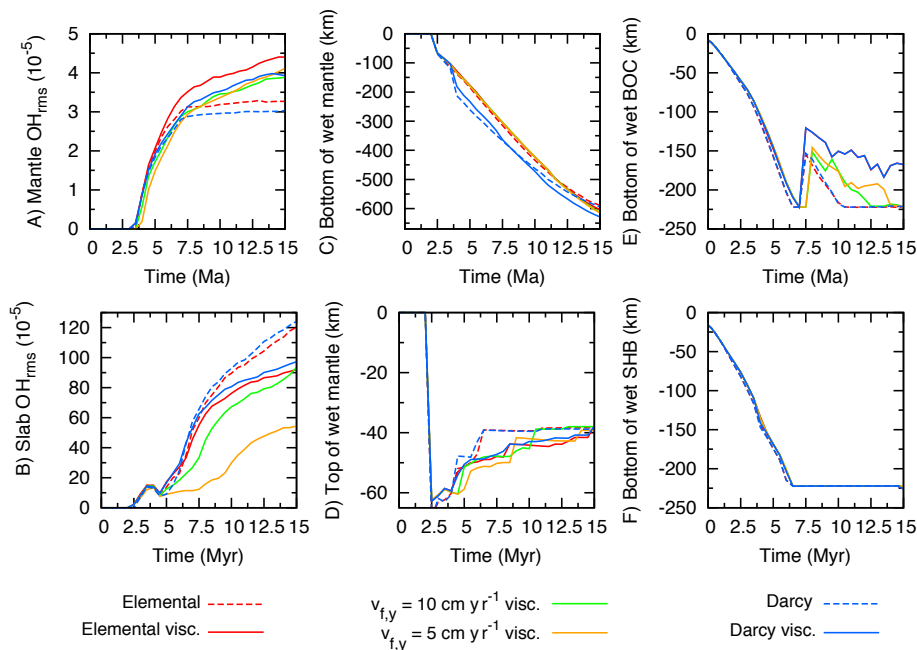 A) Mantle OH_rms (10^-5)
5
4
3
2
1
0
0 2.5 5 7.5 10 12.5 15
Time (Ma)
C) Bottom of wet mantle (km)
0
-100
-200
-300
-400
-500
-600
0 2.5 5 7.5 10 12.5 15
Time (Ma)
E) Bottom of wet BOC (km)
0
-50
-100
-150
-200
-250
0 2.5 5 7.5 10 12.5 15
Time (Ma)
B) Slab OH_rms (10^-5)
120
100
80
60
40
20
0
0 2.5 5 7.5 10 12.5 15
Time (Myr)
D) Top of wet mantle (km)
0
-20
-40
-60
0 2.5 5 7.5 10 12.5 15
Time (Myr)
F) Bottom of wet SHB (km)
0
-50
-100
-150
-200
-250
0 2.5 5 7.5 10 12.5 15
Time (Myr)
Elemental
Elemental visc.
v_f,y = 10 cm yr^-1 visc.
v_f,y = 5 cm yr^-1 visc.
Darcy
Darcy visc.